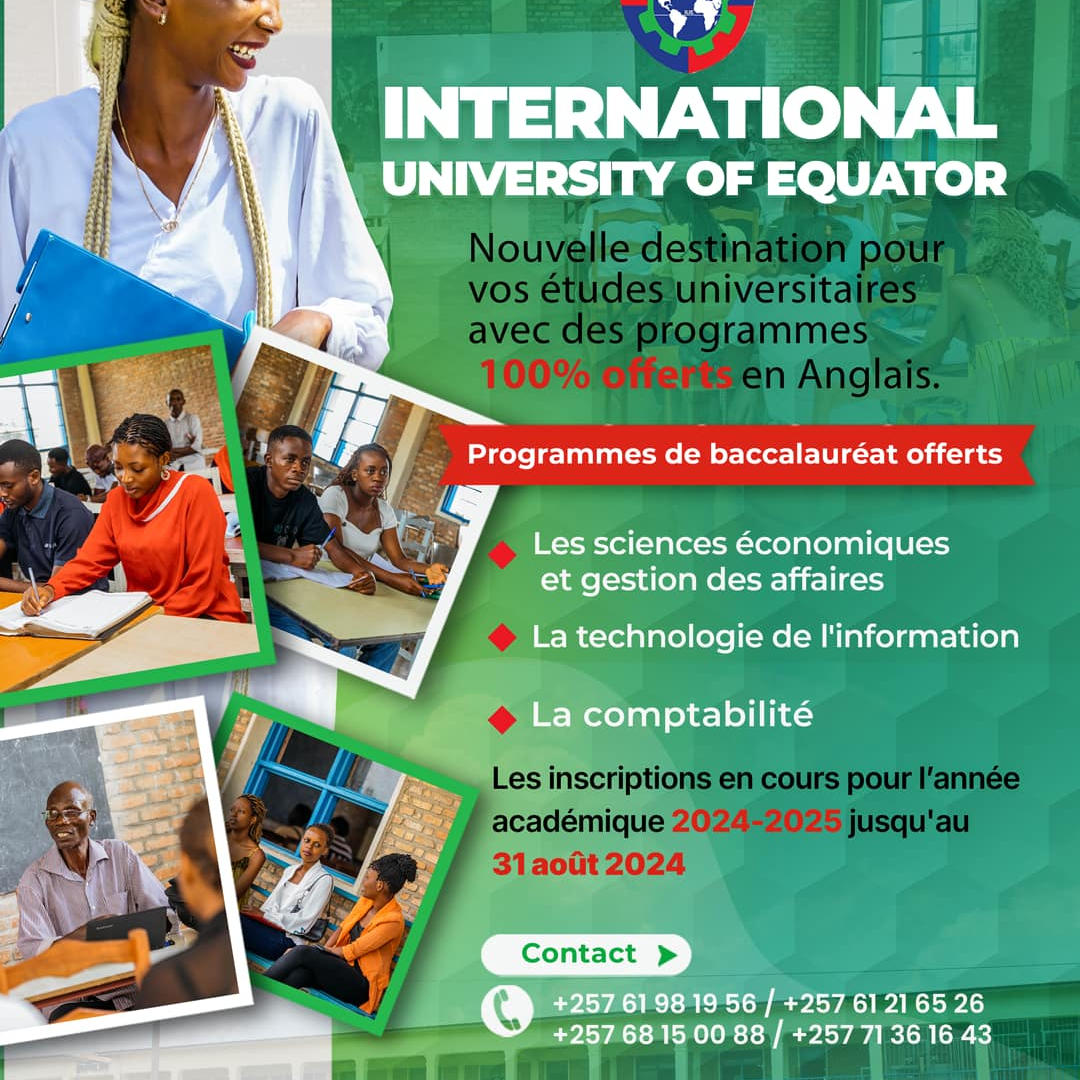 INTERNATIONAL
UNIVERSITY OF EQUATOR
Nouvelle destination pour
vos études universitaires
avec des programmes
100% offerts en Anglais.
Programmes de baccalauréat offerts
Les sciences économiques
et gestion des affaires
La technologie de l'information
La comptabilité
Les inscriptions en cours pour l’année
académique 2024-2025 jusqu'au
31 août 2024
Contact
+257 61 98 19 56 / +257 61 21 65 26
+257 68 15 00 88 / +257 71 36 16 43